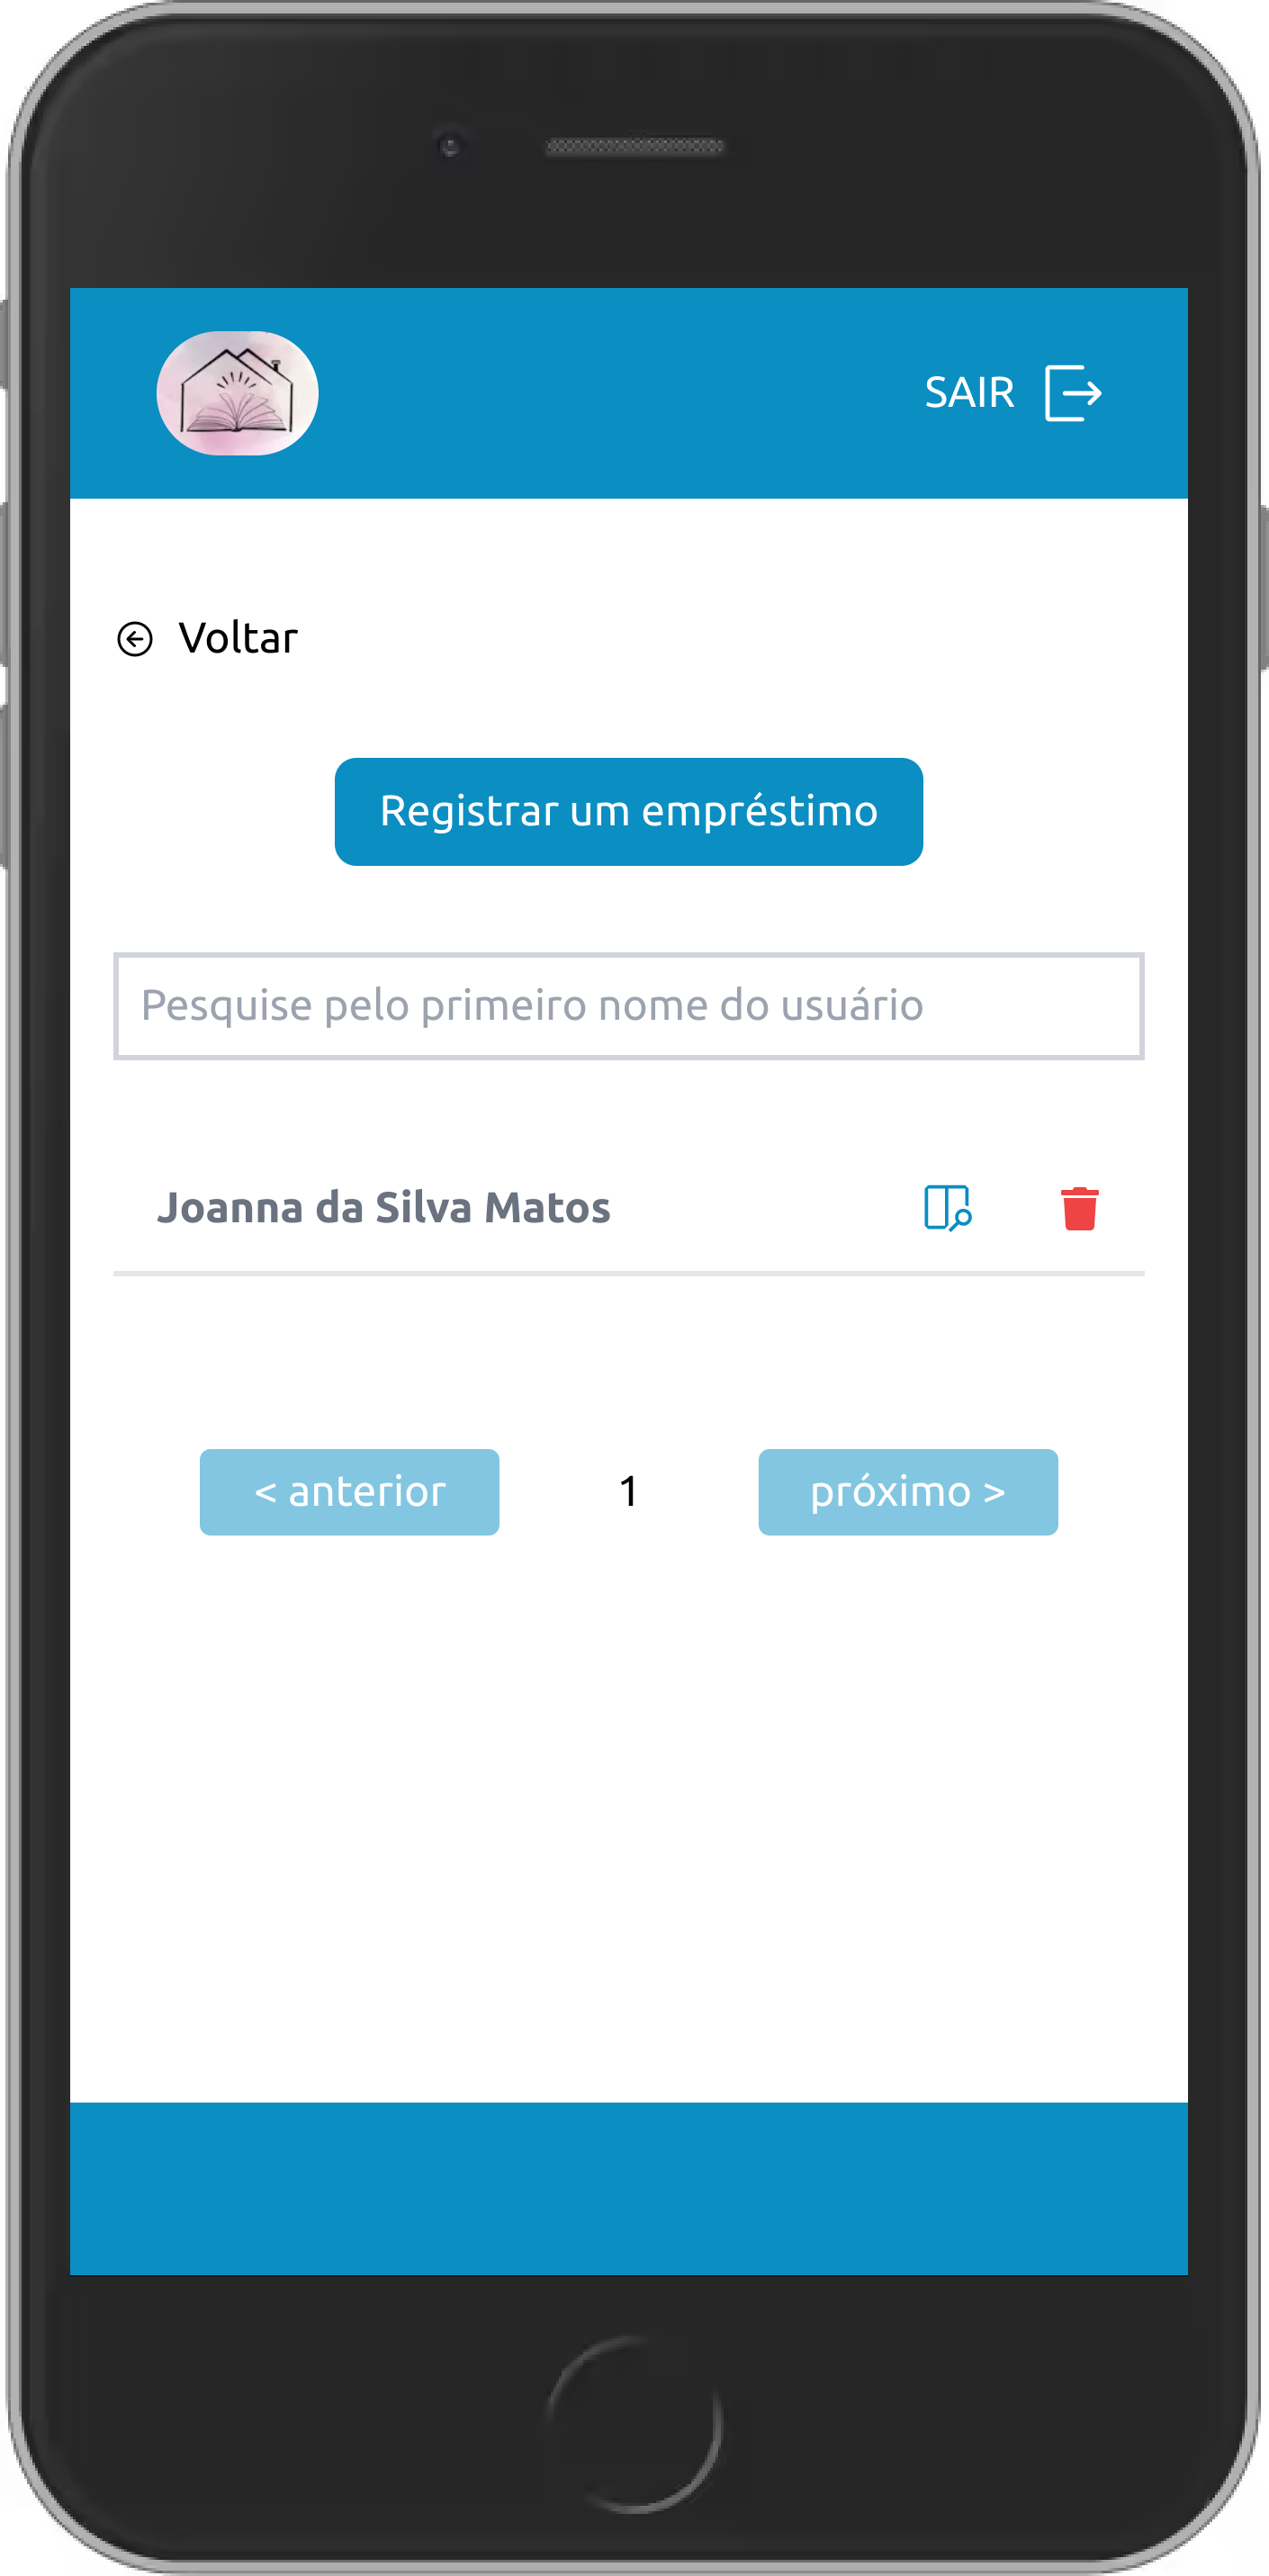 SAIR
Voltar
Registrar um empréstimo
Pesquise pelo primeiro nome do usuário
Joanna da Silva Matos
< anterior 1 próximo >